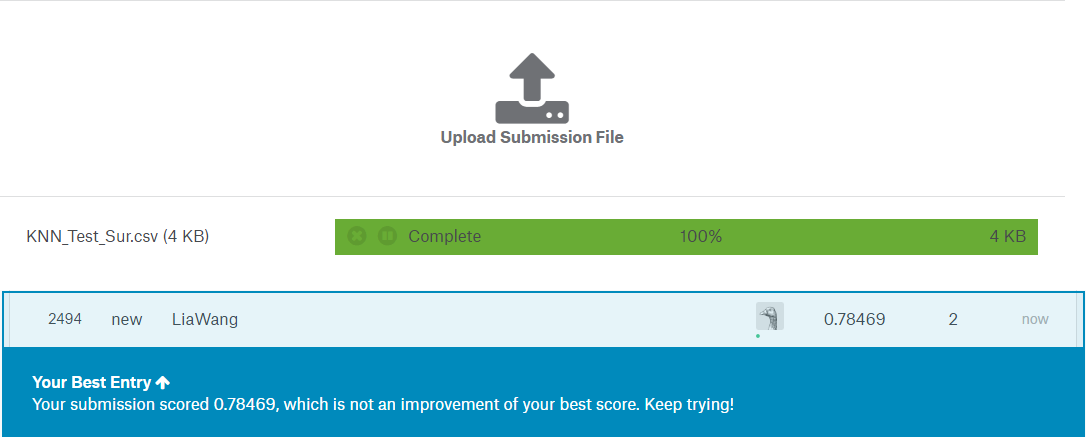 Upload Submission File
KNN_Test_Sur.csv (4 KB) Complete 100% 4 KB
2494 new LiaWang 0.78469 2 now
Your Best Entry
Your submission scored 0.78469, which is not an improvement of your best score. Keep trying!